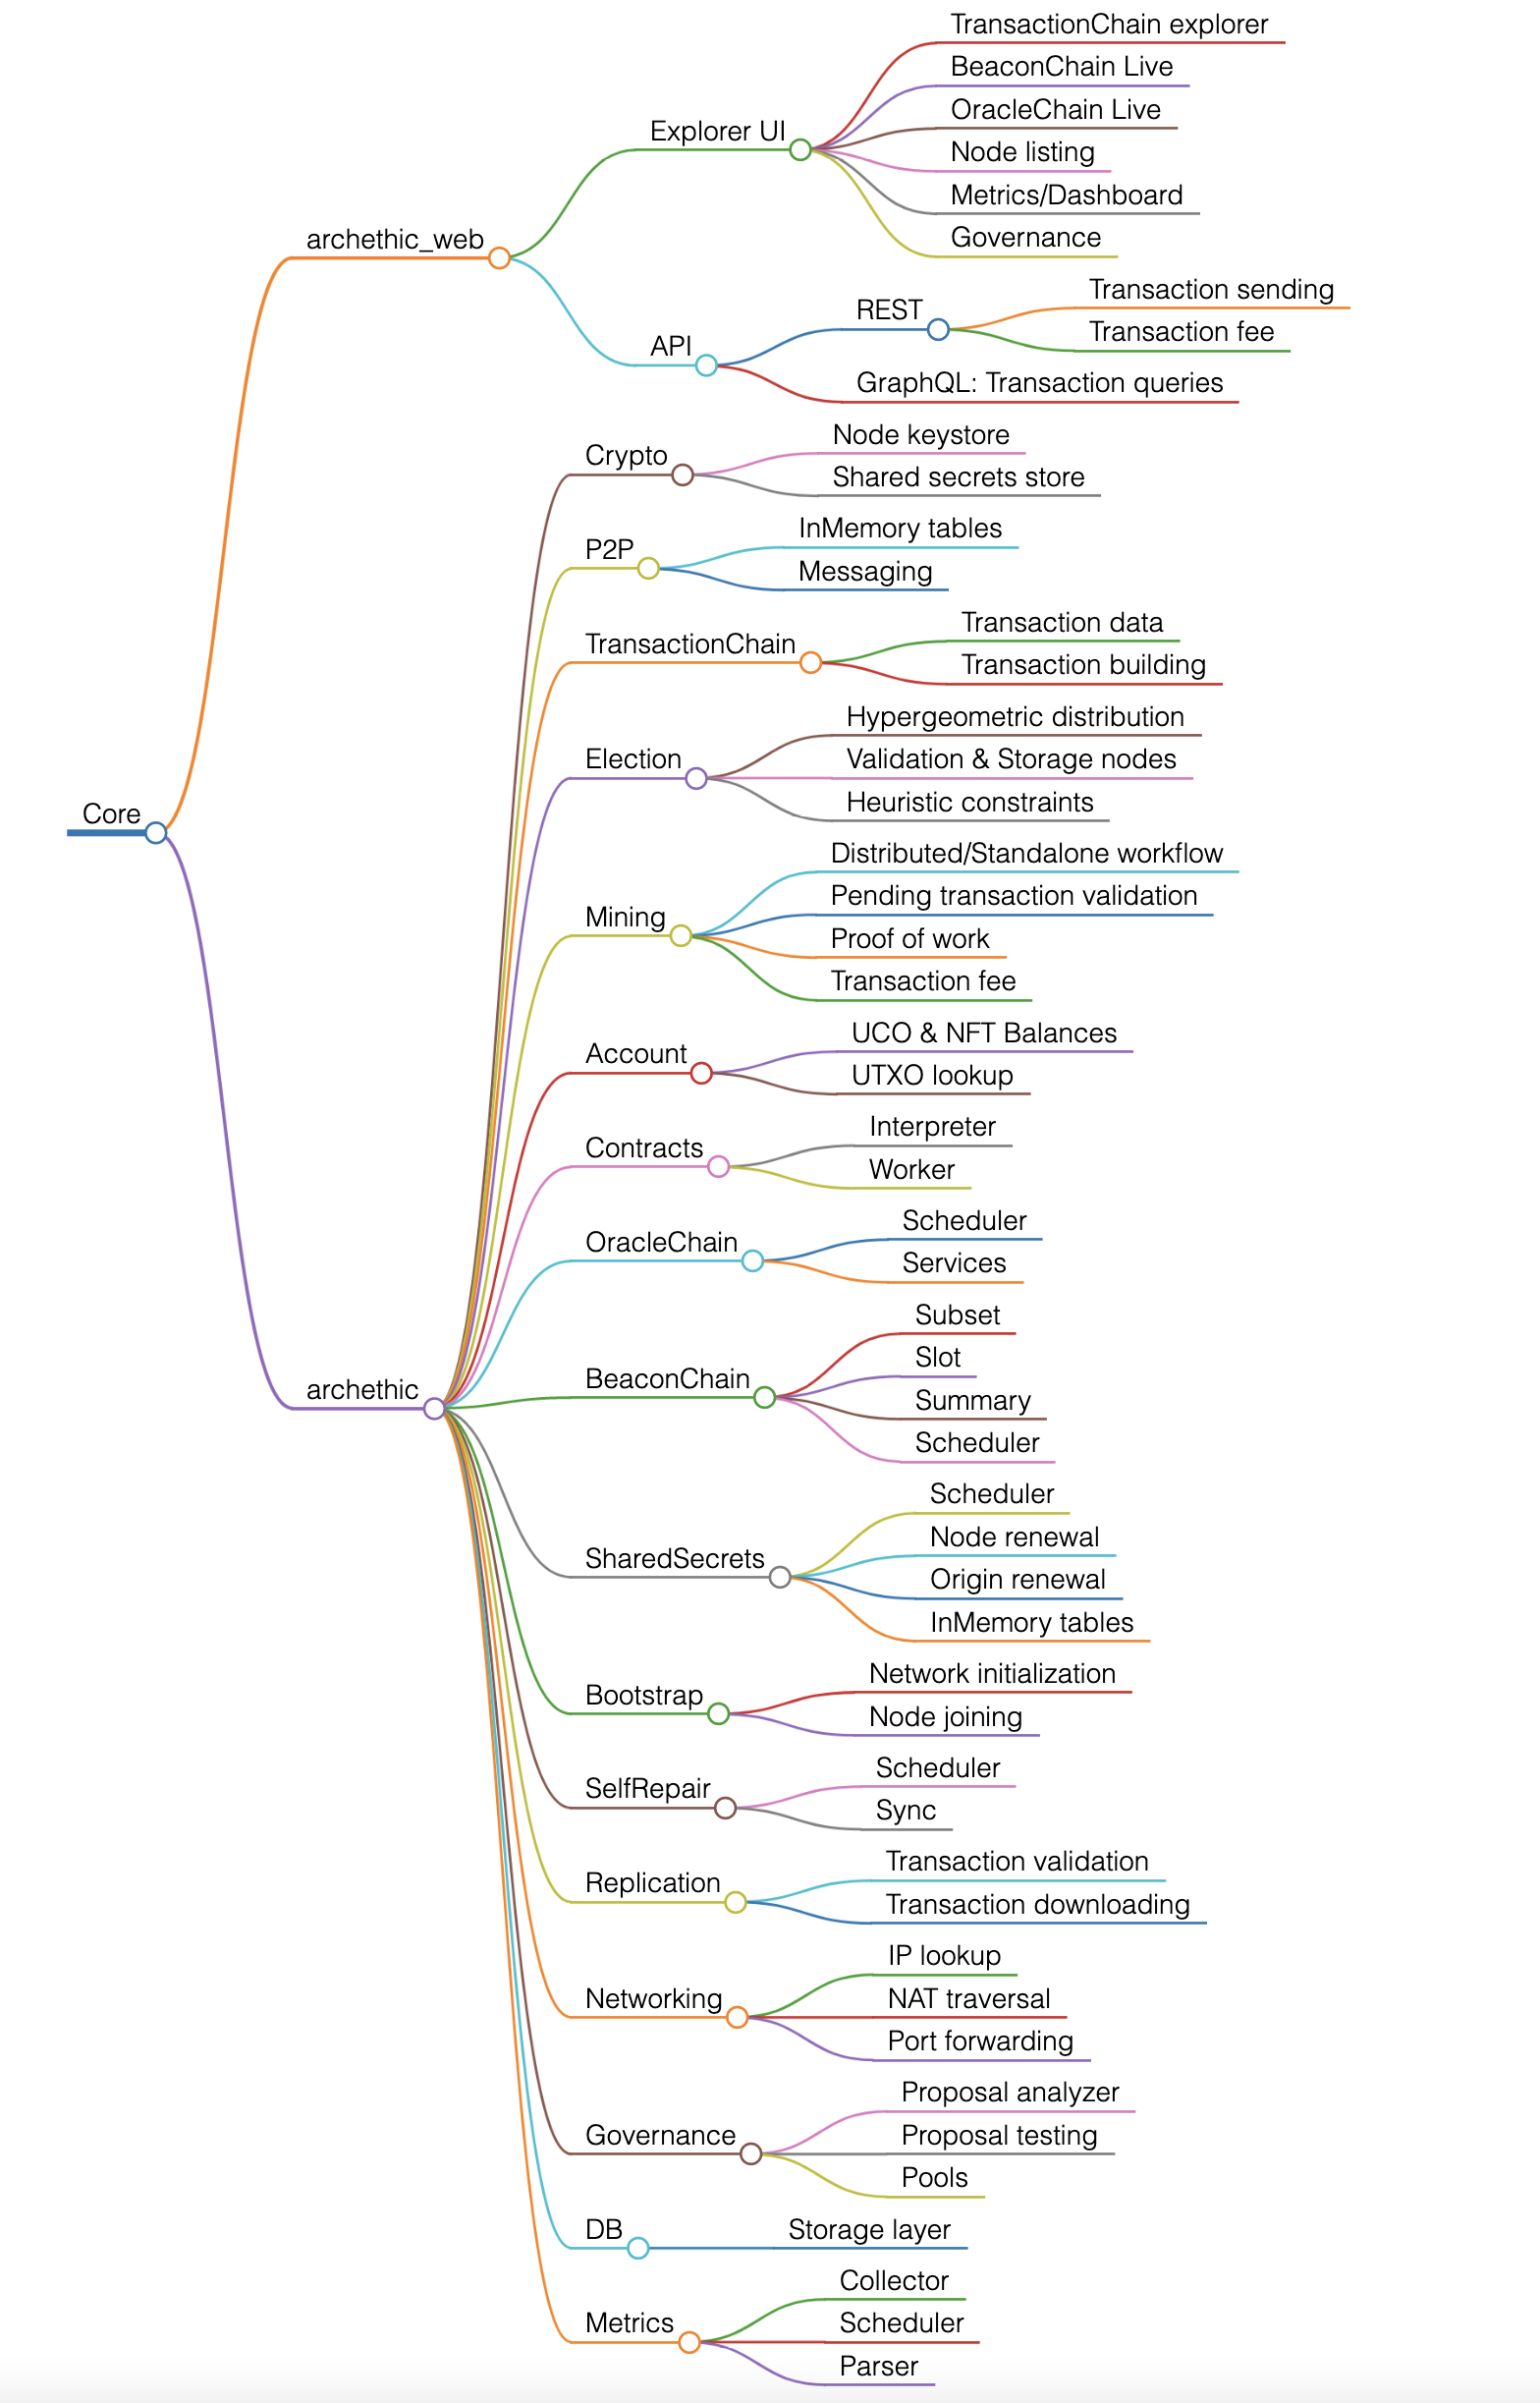 TransactionChain explorer
BeaconChain Live
OracleChain Live
Explorer UI
Node listing
Metrics/Dashboard
Governance
archethic_web
Transaction sending
REST
Transaction fee
API
GraphQL: Transaction queries
Node keystore
Crypto
Shared secrets store
InMemory tables
P2P
Messaging
Transaction data
TransactionChain
Transaction building
Hypergeometric distribution
Election
Validation & Storage nodes
Heuristic constraints
Core
Distributed/Standalone workflow
Pending transaction validation
Mining
Proof of work
Transaction fee
UCO & NFT Balances
Account
UTXO lookup
Interpreter
Contracts
Worker
Scheduler
OracleChain
Services
Subset
Slot
BeaconChain
archethic
Summary
Scheduler
Scheduler
Node renewal
SharedSecrets
Origin renewal
InMemory tables
Network initialization
Bootstrap
Node joining
Scheduler
SelfRepair
Sync
Transaction validation
Replication
Transaction downloading
IP lookup
Networking
NAT traversal
Port forwarding
Proposal analyzer
Governance
Proposal testing
Pools
DB
Storage layer
Collector
Metrics
Scheduler
Parser